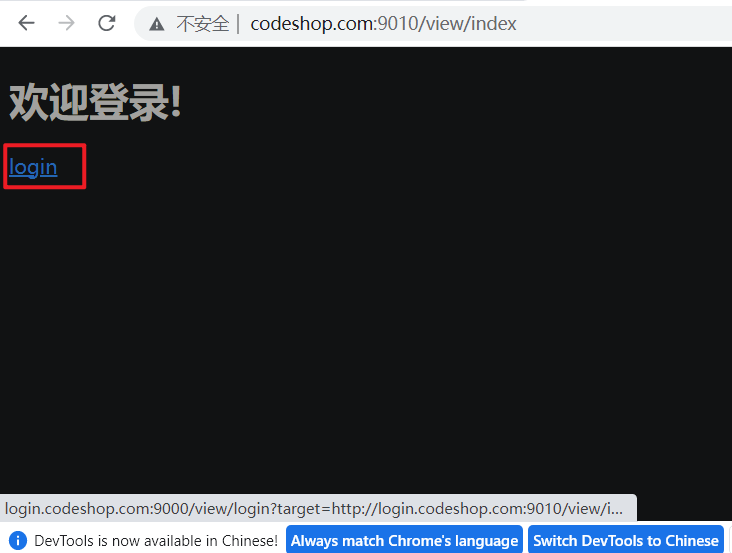 不安全 | codeshop.com:9010/view/index
欢迎登录!
login
login.codeshop.com:9000/view/login?target=http://login.codeshop.com:9010/view/i...
DevTools is now available in Chinese! Always match Chrome's language Switch DevTools to Chinese